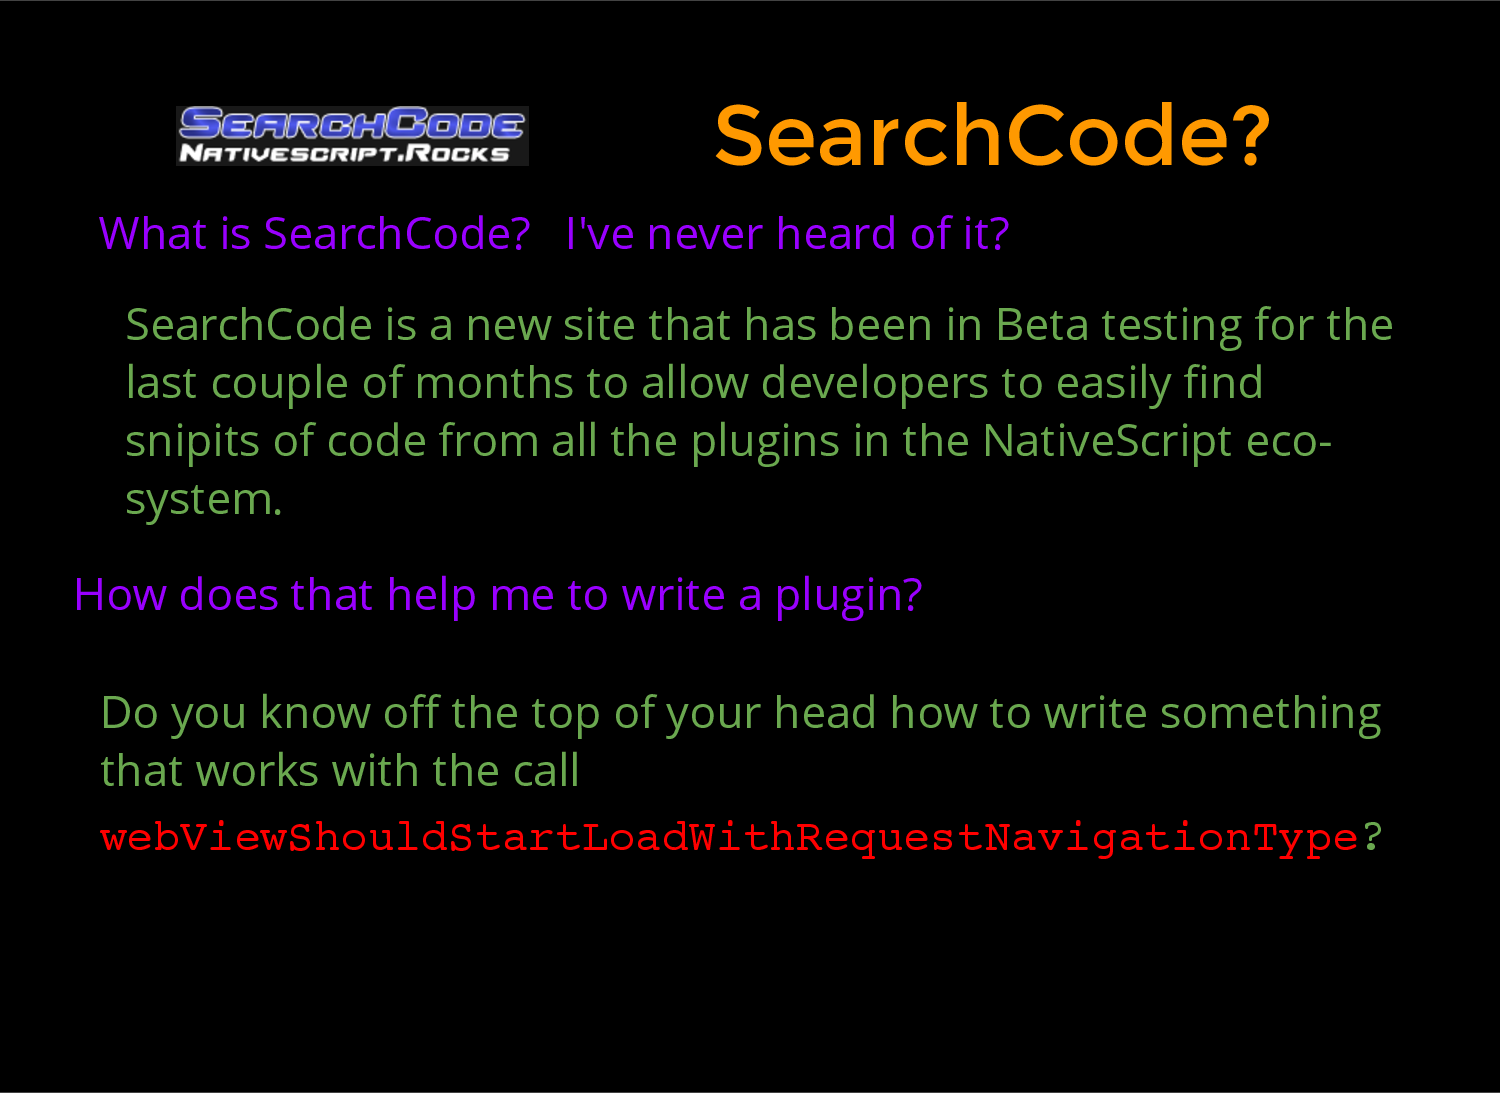 SearchCode
Nativescript.Rocks
SearchCode?
What is SearchCode? I've never heard of it?
SearchCode is a new site that has been in Beta testing for the
last couple of months to allow developers to easily find
snipits of code from all the plugins in the NativeScript eco-
system.
How does that help me to write a plugin?
Do you know off the top of your head how to write something
that works with the call
webViewShouldStartLoadWithRequestNavigationType?